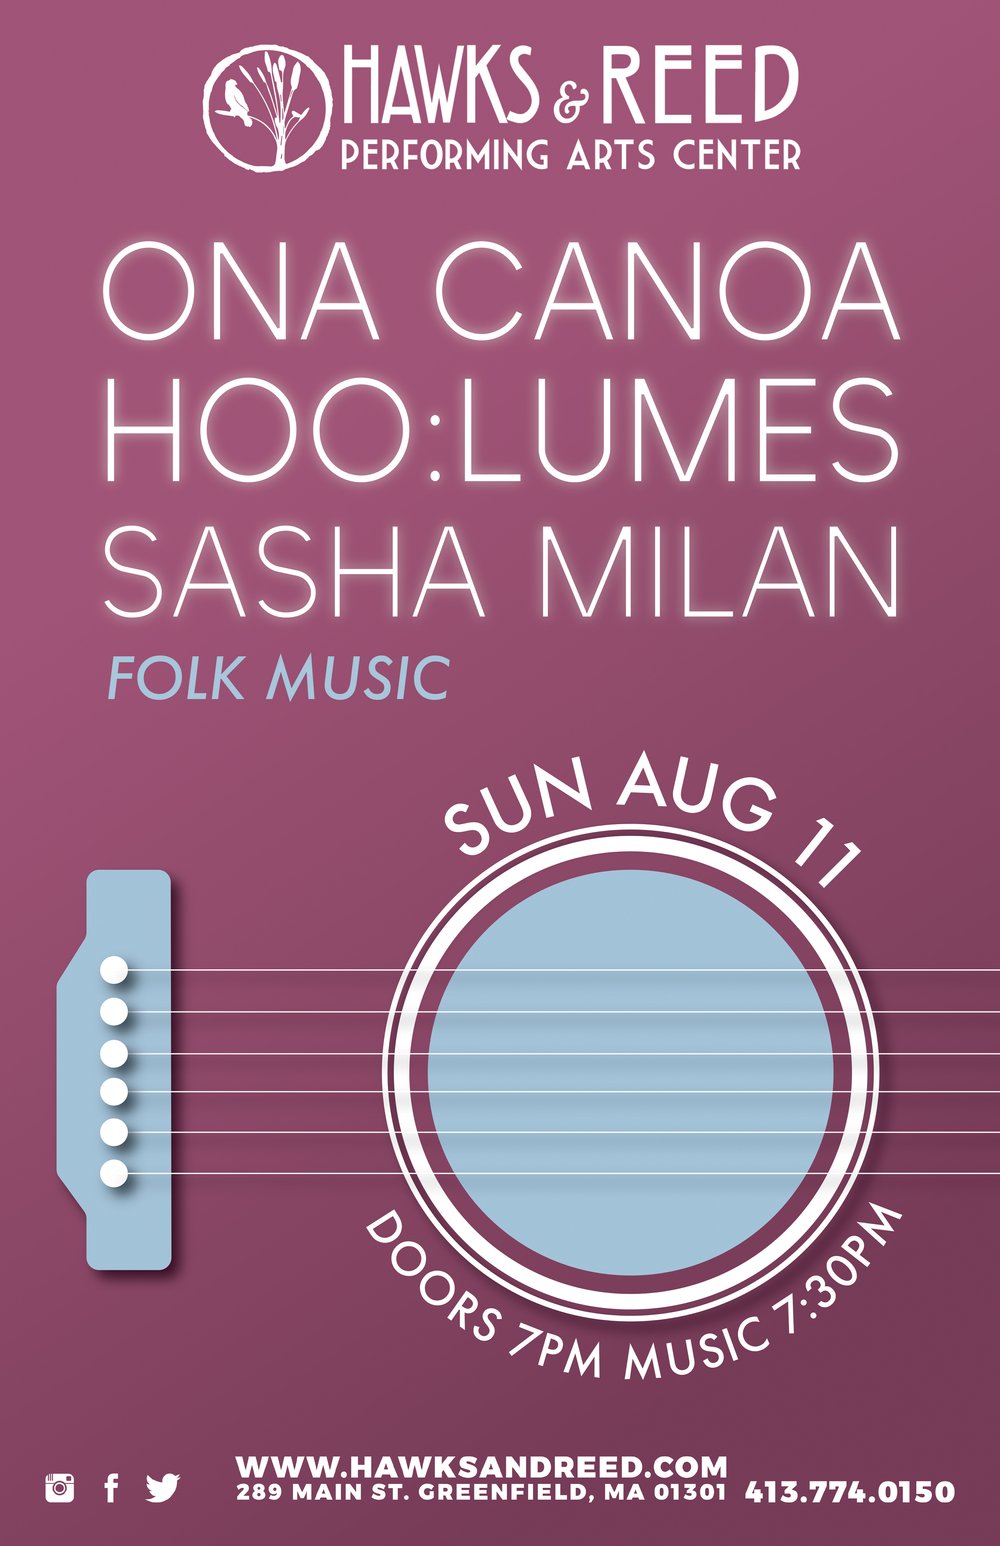 HAWKS & REED
PERFORMING ARTS CENTER
ONA CANOA
HOO:LUMES
SASHA MILAN
FOLK MUSIC
SUN AUG 11
DOORS 7PM MUSIC 7:30PM
WWW.HAWKSANDREED.COM
289 MAIN ST. GREENFIELD, MA 01301
413.774.0150